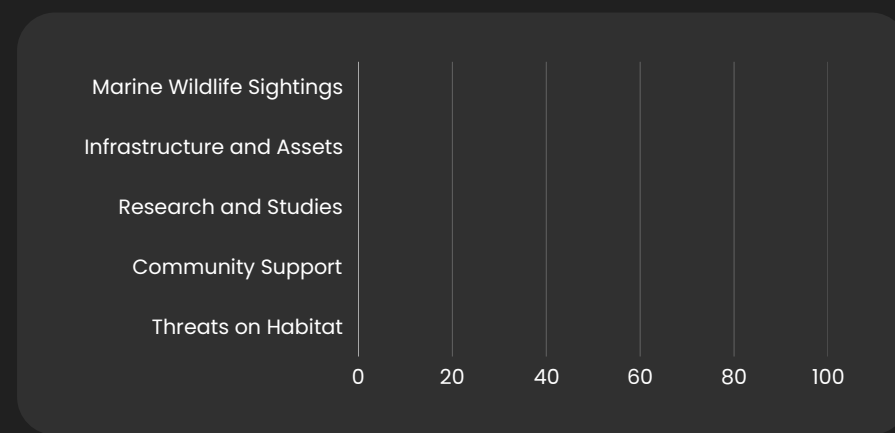 Marine Wildlife Sightings
Infrastructure and Assets
Research and Studies
Community Support
Threats on Habitat
0 20 40 60 80 100